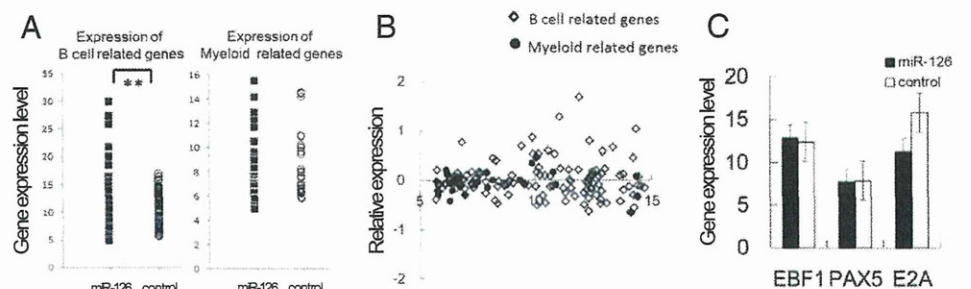 A
Expression of
B cell related genes
**
Gene expression level
35
30
25
20
15
10
5
0
miR-126 control
Expression of
Myeloid related genes
16
14
12
10
8
6
4
2
0
miR-126 control
B
B cell related genes
Myeloid related genes
Relative expression
2
1
0
-1
-2
5
15
C
miR-126
control
Gene expression level
20
15
10
5
0
EBF1 PAX5 E2A